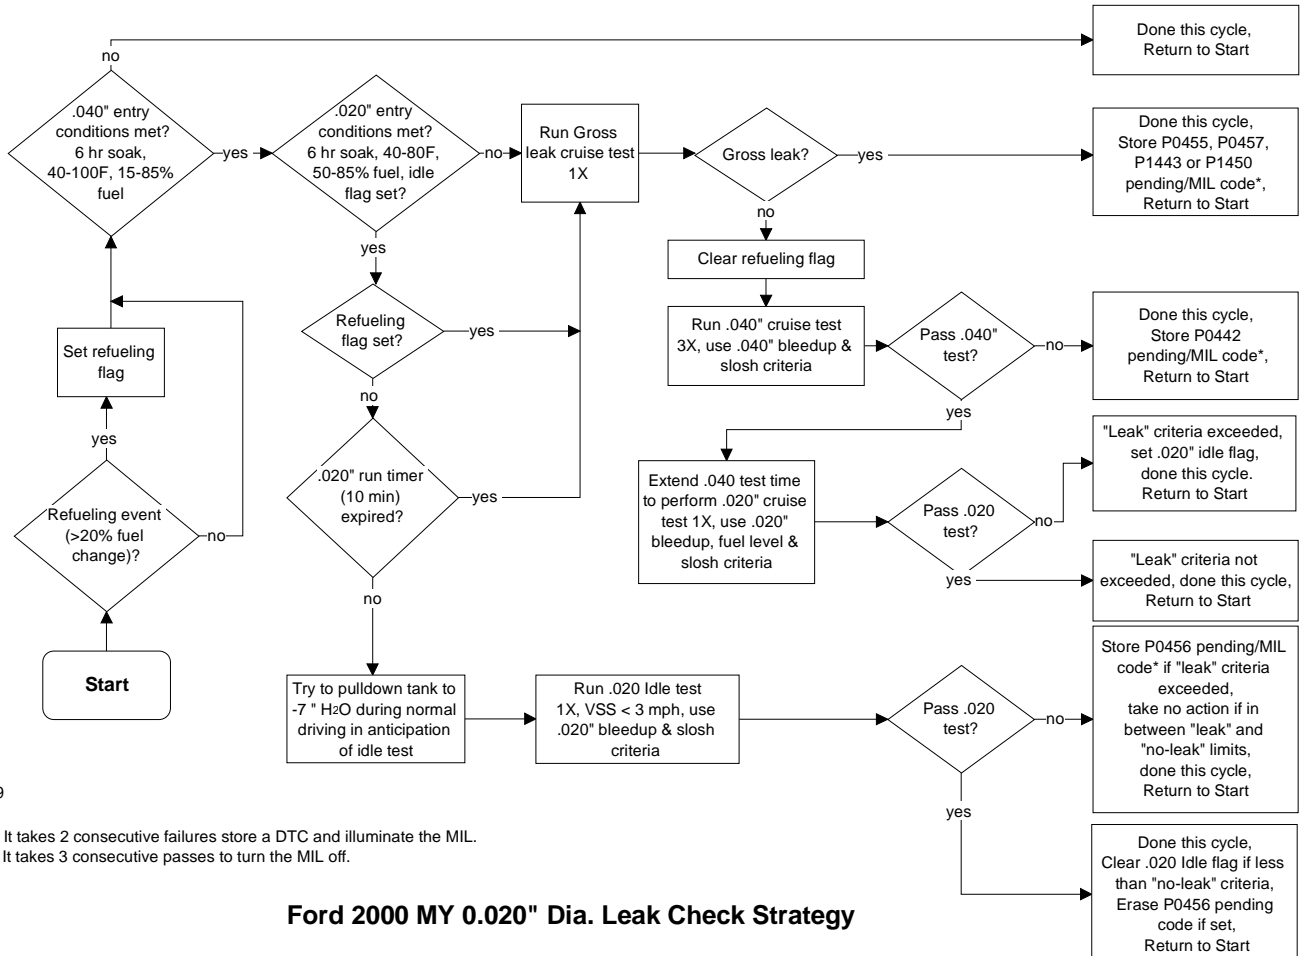 Done this cycle,
Return to Start
no
.040" entry
conditions met?
6 hr soak,
40-100F, 15-85%
fuel
yes
.020" entry
conditions met?
6 hr soak, 40-80F,
50-85% fuel, idle
flag set?
no
Run Gross
leak cruise test
1X
Gross leak?
yes
Done this cycle,
Store P0455, P0457,
P1443 or P1450
pending/MIL code*,
Return to Start
no
yes
Clear refueling flag
Refueling
flag set?
yes
Run .040" cruise test
3X, use .040" bleedup &
slosh criteria
Pass .040"
test?
no
Done this cycle,
Store P0442
pending/MIL code*,
Return to Start
Set refueling
flag
no
yes
yes
.020" run timer
(10 min)
expired?
yes
Extend .040 test time
to perform .020" cruise
test 1X, use .020"
bleedup, fuel level &
slosh criteria
Pass .020
test?
no
"Leak" criteria exceeded,
set .020" idle flag,
done this cycle.
Return to Start
Refueling event
(>20% fuel
change)?
no
yes
"Leak" criteria not
exceeded, done this cycle,
Return to Start
no
Start
Try to pulldown tank to
-7 " H2O during normal
driving in anticipation
of idle test
Run .020 Idle test
1X, VSS < 3 mph, use
.020" bleedup & slosh
criteria
Pass .020
test?
no
Store P0456 pending/MIL
code* if "leak" criteria
exceeded,
take no action if in
between "leak" and
"no-leak" limits,
done this cycle,
Return to Start
yes
9
It takes 2 consecutive failures store a DTC and illuminate the MIL.
It takes 3 consecutive passes to turn the MIL off.
Done this cycle,
Clear .020 Idle flag if less
than "no-leak" criteria,
Erase P0456 pending
code if set,
Return to Start
Ford 2000 MY 0.020" Dia. Leak Check Strategy